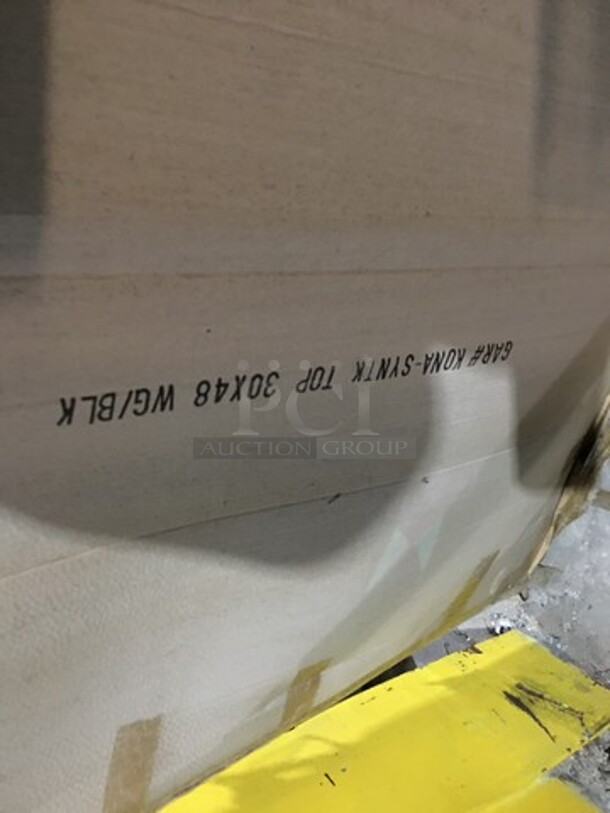 GAR# KONA-SYNTK TOP 30X48 WG/BLK
PCI
AUCTION GROUP